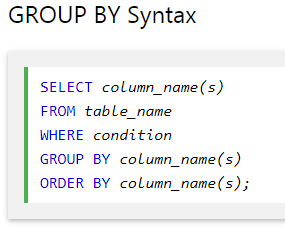 GROUP BY Syntax
SELECT column_name(s)
FROM table_name
WHERE condition
GROUP BY column_name(s)
ORDER BY column_name(s);